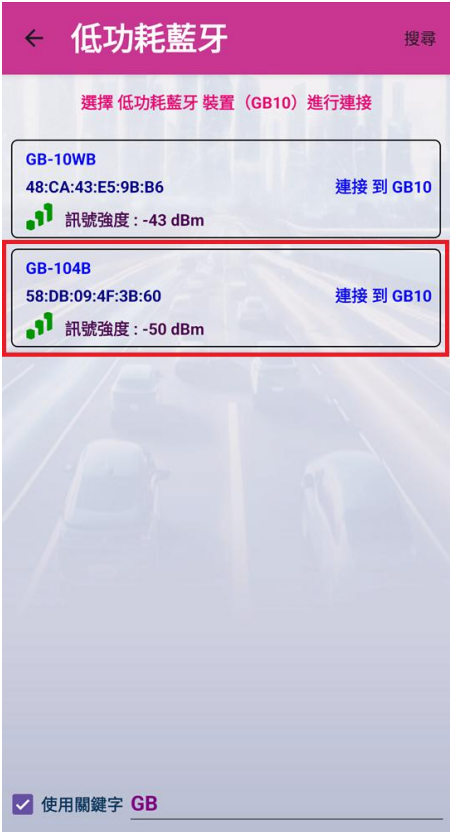 低功耗藍牙
搜尋
選擇 低功耗藍牙 裝置（GB10）進行連接
GB-10WB
48:CA:43:E5:9B:B6
連接 到 GB10
訊號強度 : -43 dBm
GB-104B
58:DB:09:4F:3B:60
連接 到 GB10
訊號強度 : -50 dBm
使用關鍵字 GB